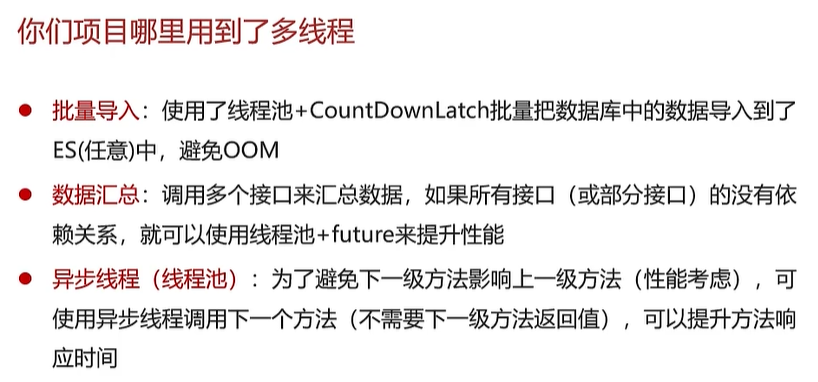 你们项目哪里用到了多线程
批量导入：使用了线程池+CountDownLatch批量把数据库中的数据导入到了
ES(任意)中，避免OOM
数据汇总：调用多个接口来汇总数据，如果所有接口（或部分接口）的没有依
赖关系，就可以使用线程池+future来提升性能
异步线程（线程池）：为了避免下一级方法影响上一级方法（性能考虑），可
使用异步线程调用下一个方法（不需要下一级方法返回值），可以提升方法响
应时间